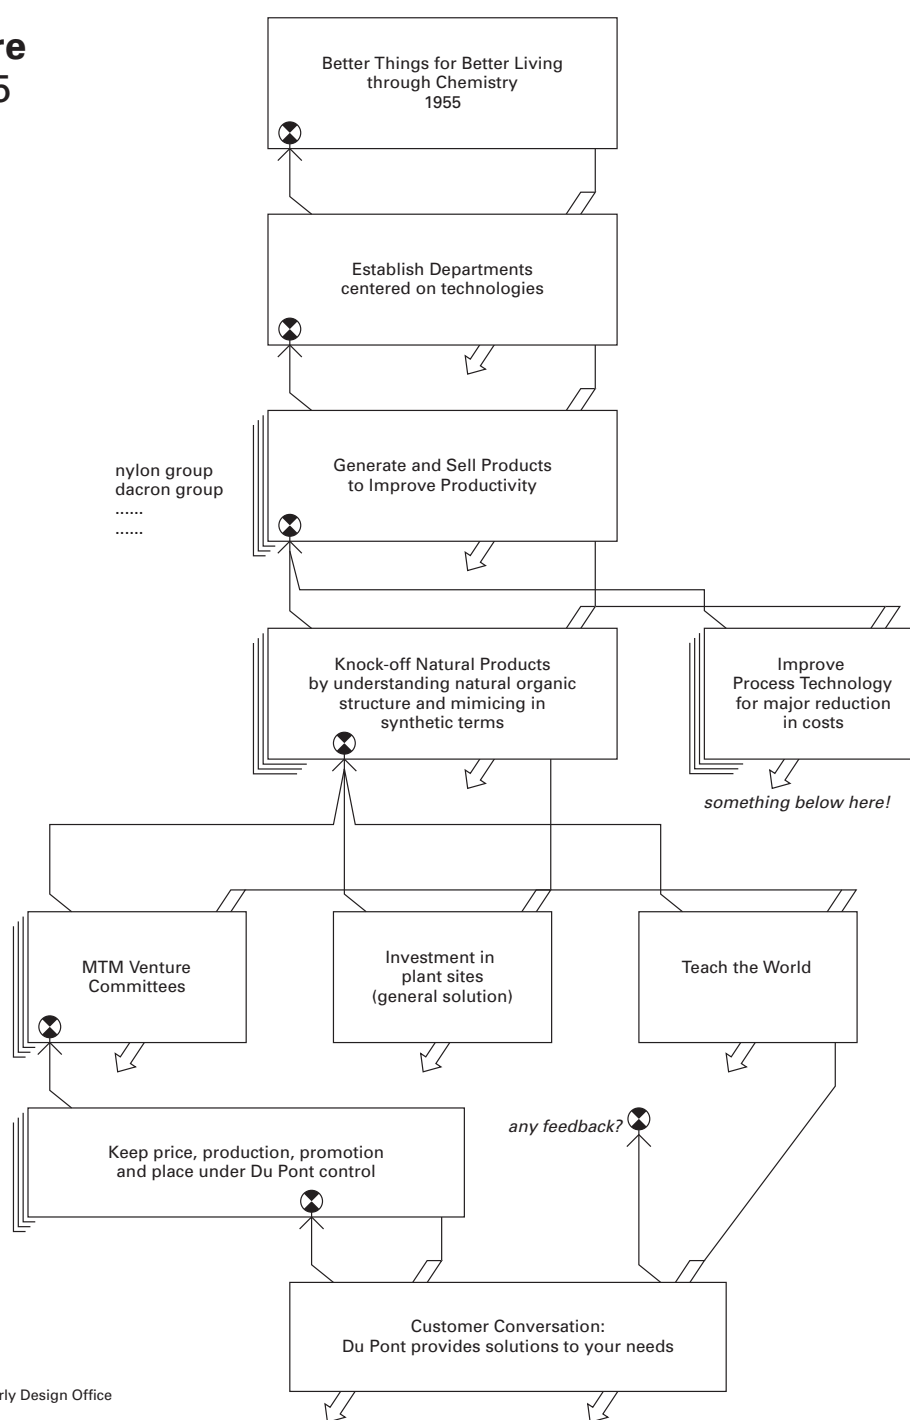 re
5
Better Things for Better Living
through Chemistry
1955
Establish Departments
centered on technologies
nylon group
dacron group
......
......
Generate and Sell Products
to Improve Productivity
Knock-off Natural Products
by understanding natural organic
structure and mimicing in
synthetic terms
Improve
Process Technology
for major reduction
in costs
something below here!
MTM Venture
Committees
Investment in
plant sites
(general solution)
Teach the World
Keep price, production, promotion
and place under Du Pont control
any feedback?
Customer Conversation:
Du Pont provides solutions to your needs
rly Design Office